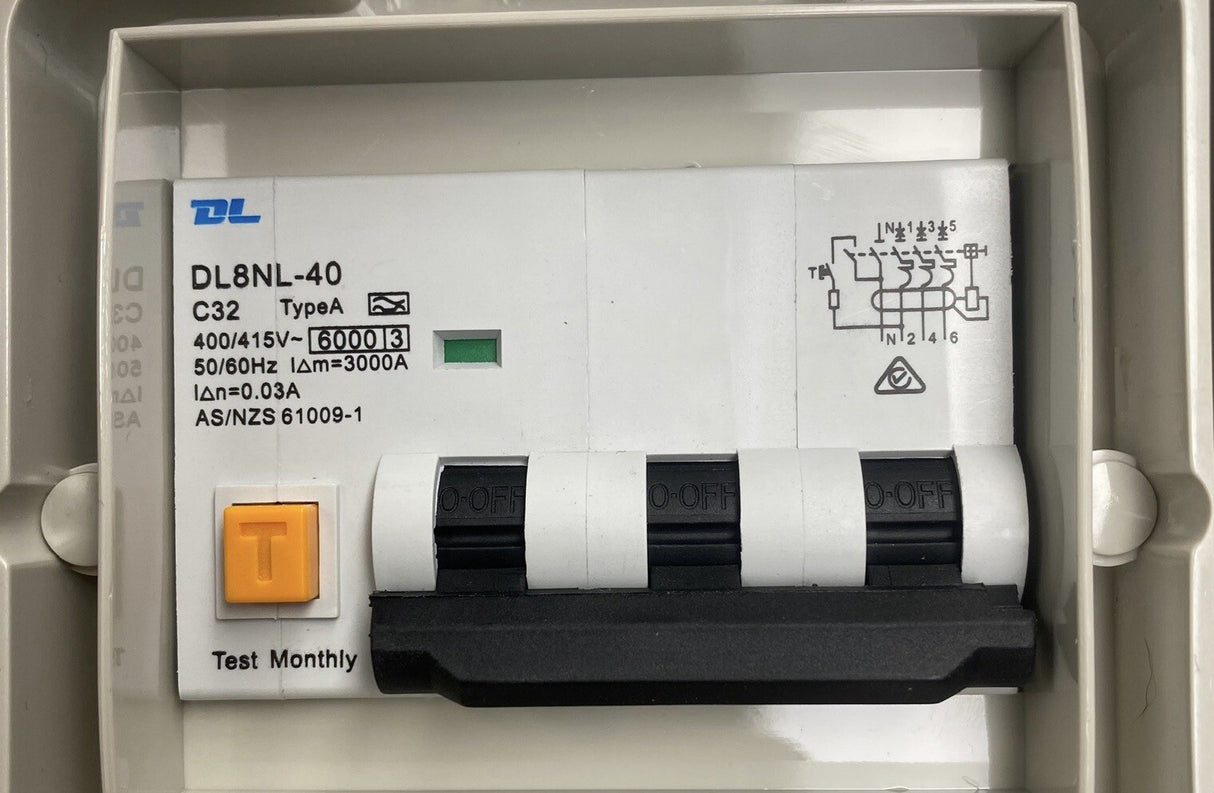 DL
DL8NL-40
C32 TypeA
400/415V~ 6000 3
50/60Hz I∆m=3000A
I∆n=0.03A
AS/NZS 61009-1
N 1 3 5
T
N 2 4 6
O-OFF
O-OFF
O-OFF
T
Test Monthly